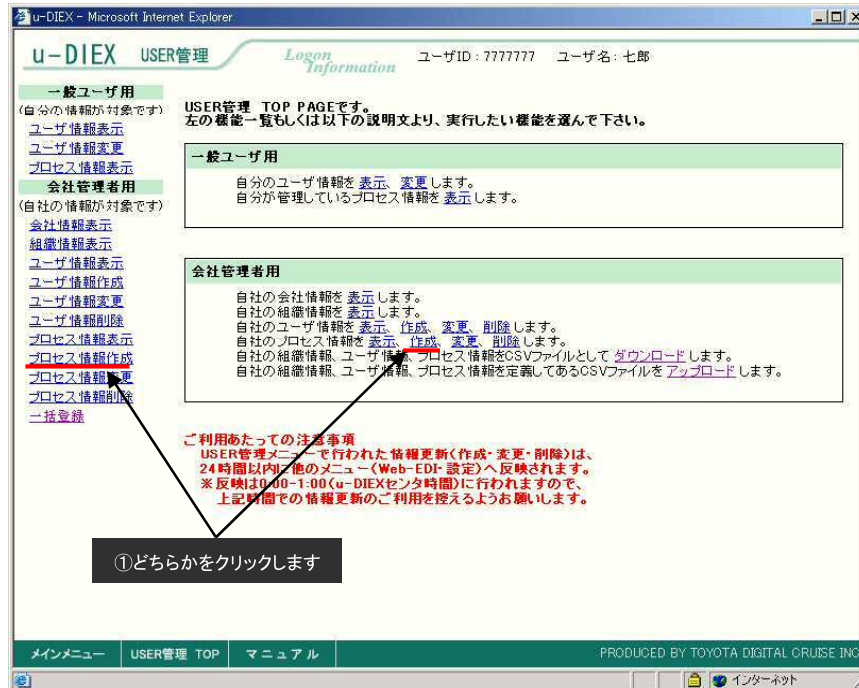 u-DIEX - Microsoft Internet Explorer
u-DIEX USER管理 Logon Information ユーザID:7777777 ユーザ名:七郎
一般ユーザ用
(自分の情報が対象です)
ユーザ情報表示
ユーザ情報変更
プロセス情報表示
会社管理者用
(自社の情報が対象です)
会社情報表示
組織情報表示
ユーザ情報表示
ユーザ情報作成
ユーザ情報変更
ユーザ情報削除
プロセス情報表示
プロセス情報作成
プロセス情報変更
プロセス情報削除
一括登録
USER管理 TOP PAGEです。
左の機能一覧もしくは以下の説明文より、実行したい機能を選んで下さい。
一般ユーザ用
自分のユーザ情報を 表示、 変更します。
自分が管理しているプロセス情報を 表示します。
会社管理者用
自社の会社情報を 表示します。
自社の組織情報を 表示します。
自社のユーザ情報を 表示、 作成、 変更、 削除します。
自社のプロセス情報を 表示、 作成、 変更、 削除します。
自社の組織情報、ユーザ情報、プロセス情報をCSVファイルとして ダウンロードします。
自社の組織情報、ユーザ情報、プロセス情報を定義してあるCSVファイルを アップロードします。
ご利用あたっての注意事項
USER管理メニューで行われた情報更新(作成・変更・削除)は、
24時間以内に他のメニュー(Web-EDI・設定)へ反映されます。
※反映は0:00-1:00(u-DIEXセンタ時間)に行われますので、
上記時間での情報更新のご利用を控えるようお願いします。
①どちらかをクリックします
メインメニュー USER管理 TOP マニュアル PRODUCED BY TOYOTA DIGITAL CRUISE INC
インターネット